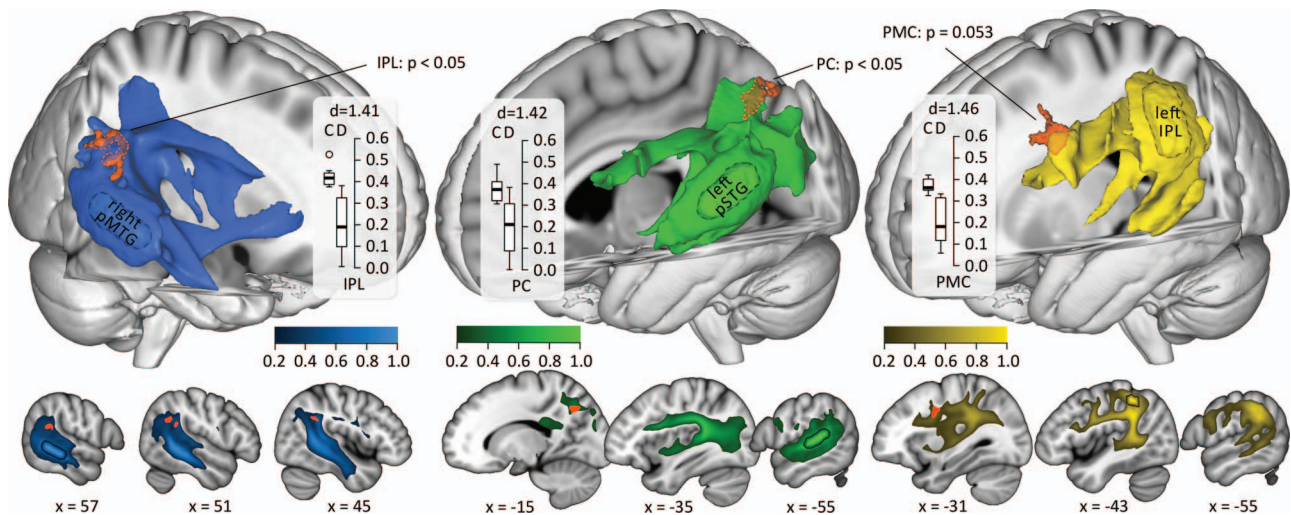 IPL: p < 0.05
d=1.41
C D
0.6
0.5
0.4
0.3
0.2
0.1
0.0
IPL
right
pMTG
0.2 0.4 0.6 0.8 1.0
x = 57
x = 51
x = 45
PC: p < 0.05
d=1.42
C D
0.6
0.5
0.4
0.3
0.2
0.1
0.0
PC
left
pSTG
0.2 0.4 0.6 0.8 1.0
x = -15
x = -35
x = -55
PMC: p = 0.053
d=1.46
C D
0.6
0.5
0.4
0.3
0.2
0.1
0.0
PMC
left
IPL
0.2 0.4 0.6 0.8 1.0
x = -31
x = -43
x = -55